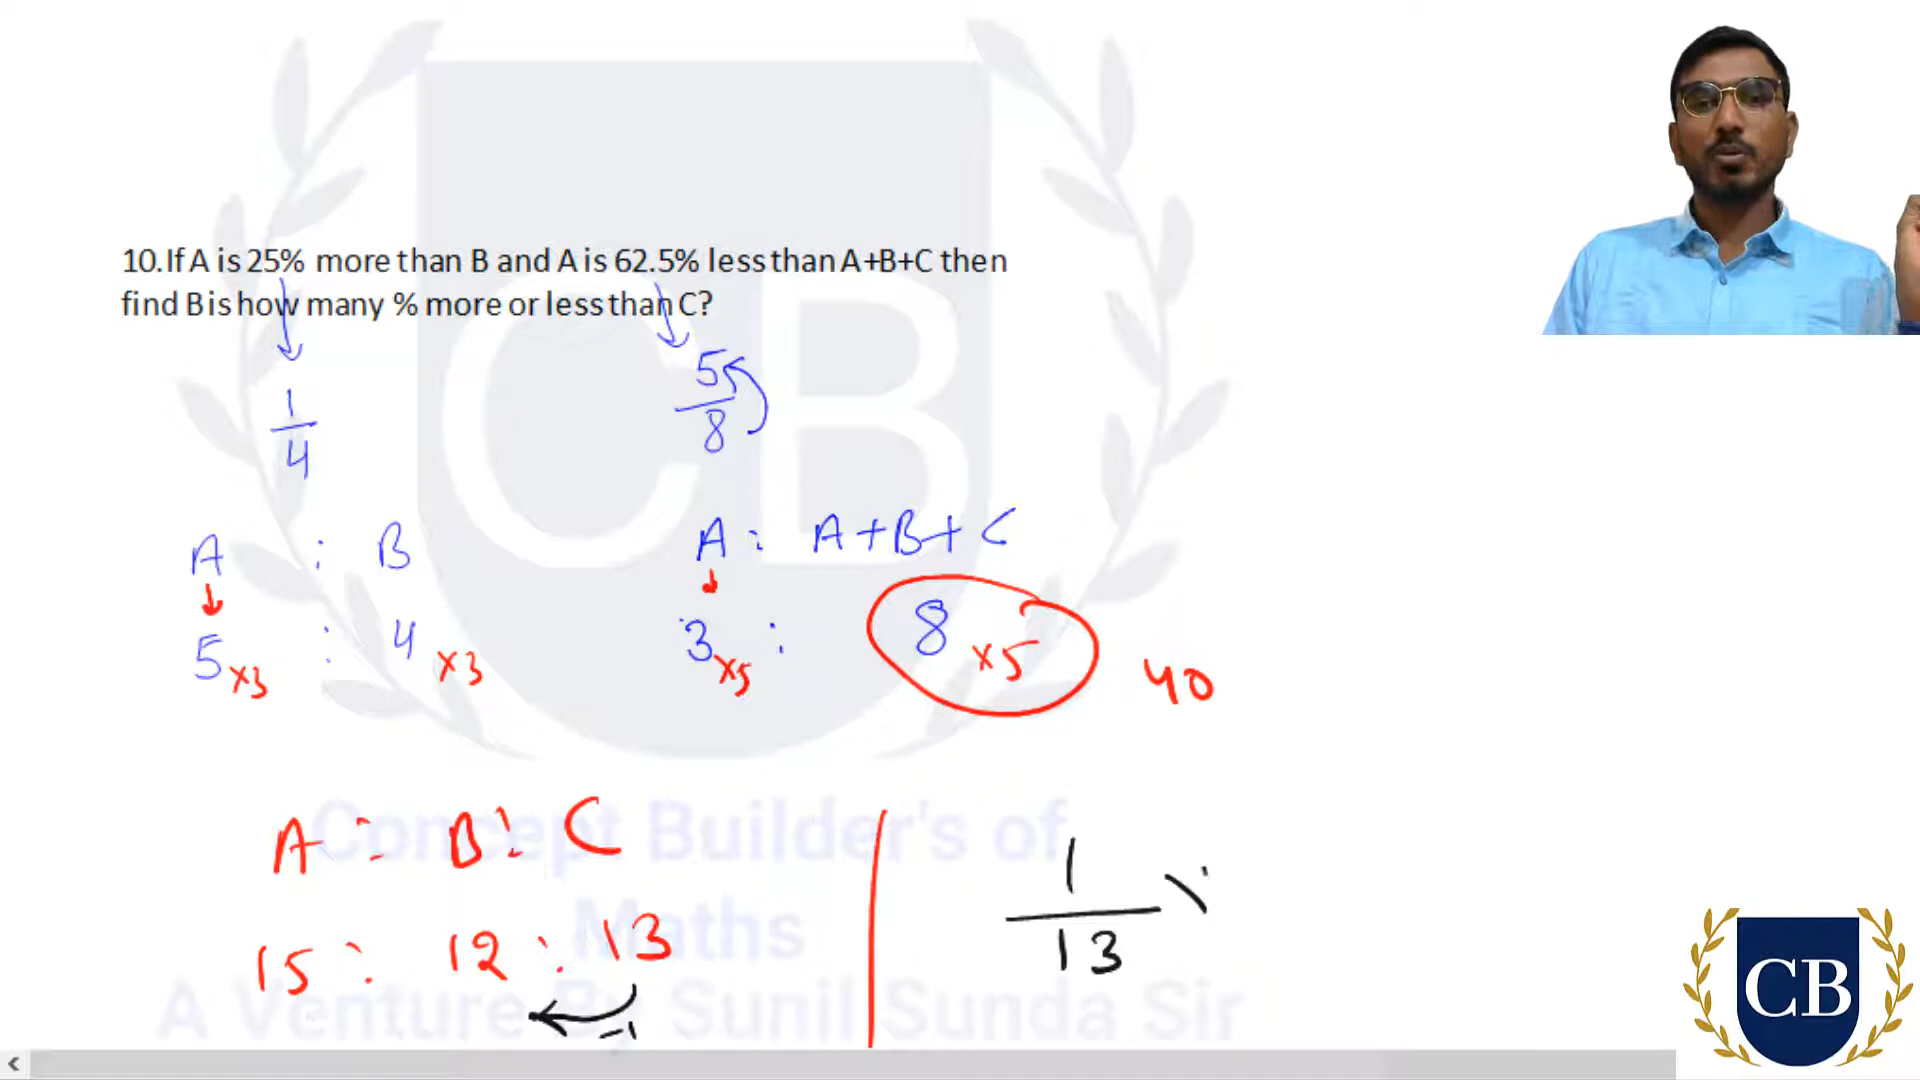 10.If A is 25% more than B and A is 62.5% less than A+B+C then
find B is how many % more or less than C?
1
4
5
8
A : B
A : A+B+C
5 ×3 : 4 ×3
3 ×5 : 8 ×5
40
A : B : C
15 : 12 : 13
-1
1
13
Concept Builder's of
Maths
A Venture By Sunil Sunda Sir
CB
CB